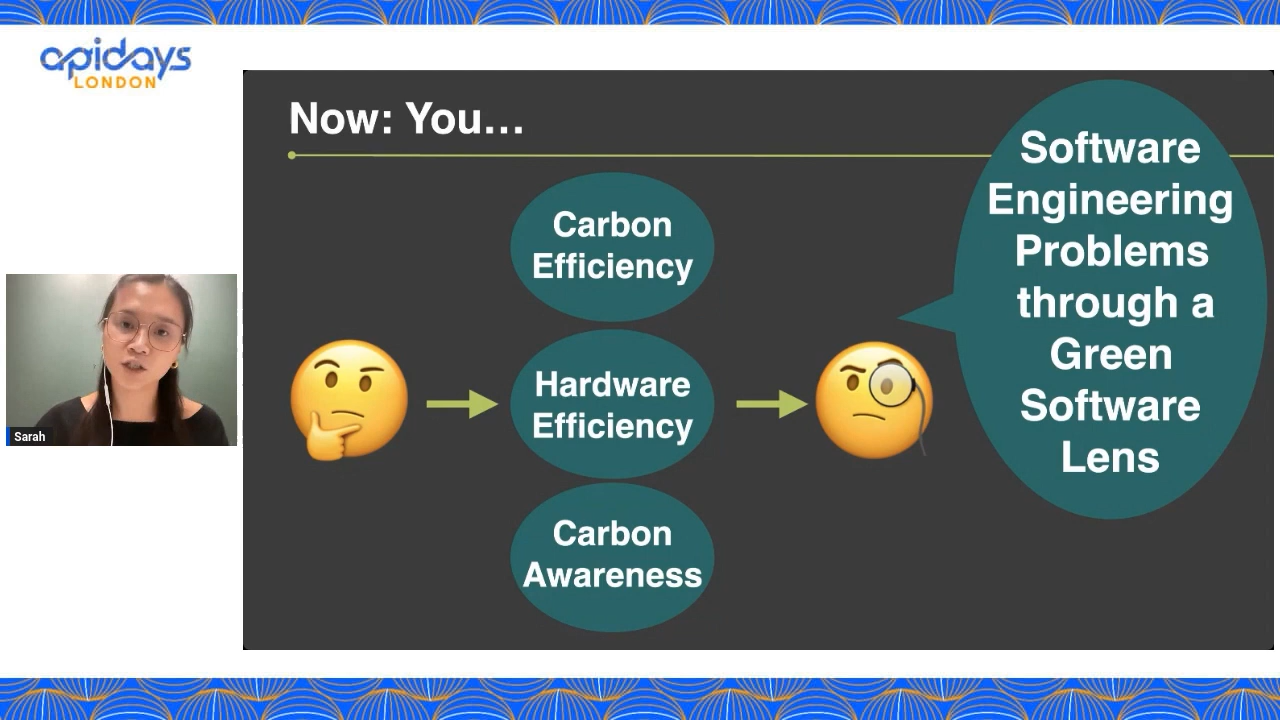 apidays
LONDON
Now: You...
Carbon
Efficiency
Hardware
Efficiency
Carbon
Awareness
Software
Engineering
Problems
through a
Green
Software
Lens
Sarah